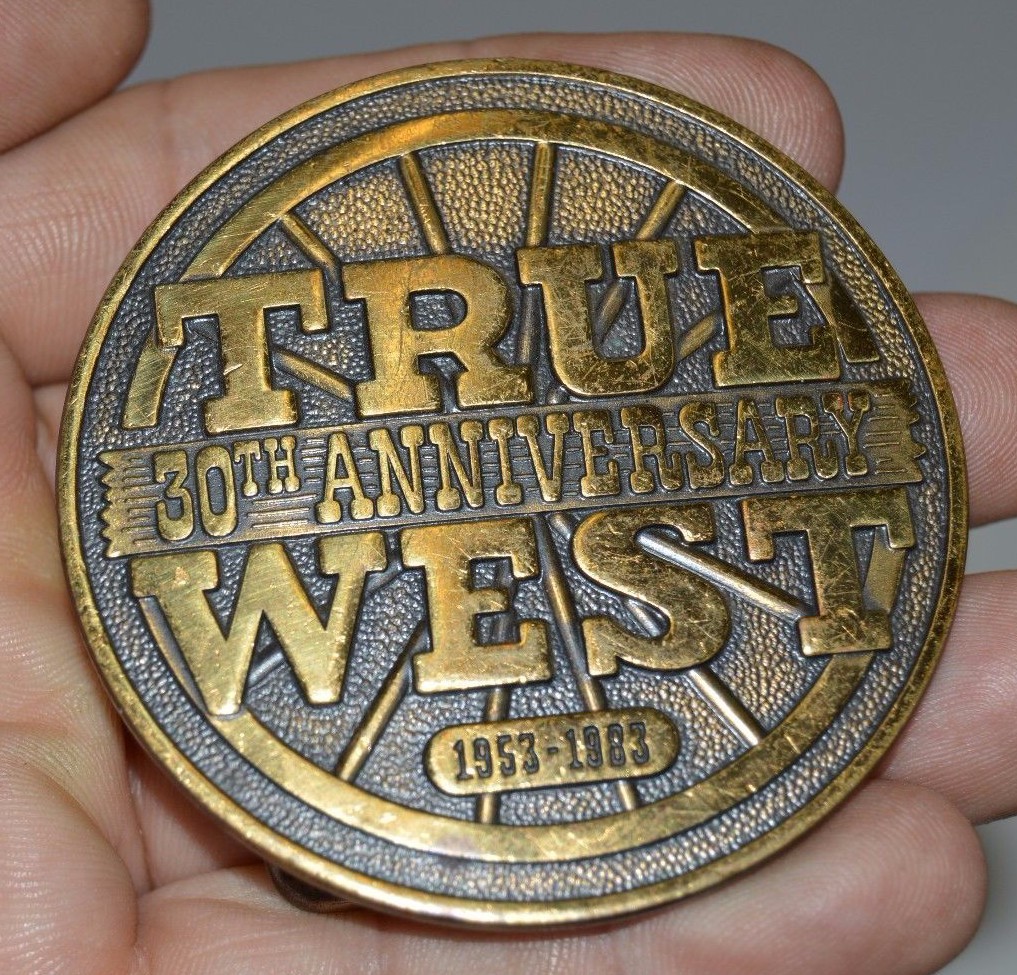 TRUE
30TH ANNIVERSARY
WEST
1953-1983